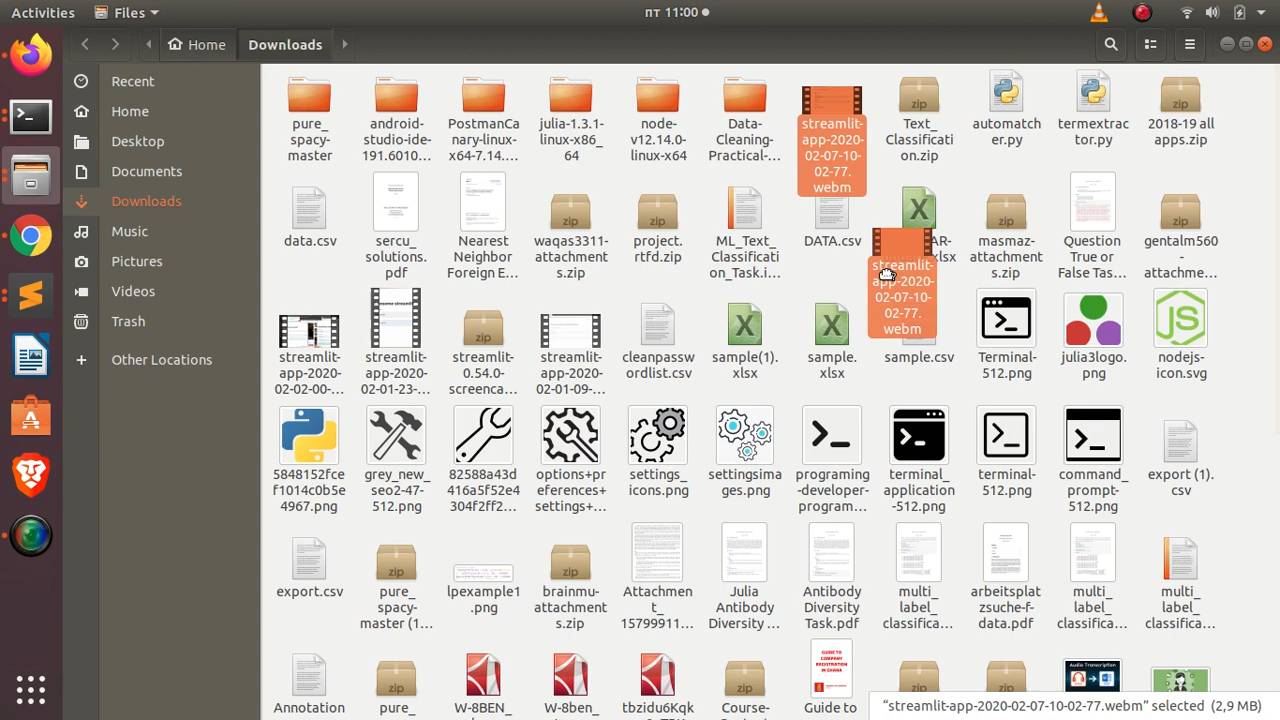 Activities
Files
пт 11:00
Home
Downloads
Recent
Home
Desktop
Documents
Downloads
Music
Pictures
Videos
Trash
Other Locations
pure_
spacy-
master
android-
studio-ide-
191.6010...
PostmanCa
nary-linux-
x64-7.14....
julia-1.3.1-
linux-x86_
64
node-
v12.14.0-
linux-x64
Data-
Cleaning-
Practical-...
streamlit-
app-2020-
02-07-10-
02-77.
webm
Text_
Classificati
on.zip
automatch
er.py
termextrac
tor.py
2018-19 all
apps.zip
data.csv
sercu_
solutions.
pdf
Nearest
Neighbor
Foreign E...
waqas3311-
attachment
s.zip
project.
rtfd.zip
ML_Text_
Classificati
on_Task.i...
DATA.csv
AR-
xlsx
streamlit-
app-2020-
02-07-10-
02-77.
webm
masmaz-
attachment
s.zip
Question
True or
False Tas...
gentalm560
-
attachme...
streamlit-
app-2020-
02-02-00-...
streamlit-
app-2020-
02-01-23-...
streamlit-
0.54.0-
screenca...
streamlit-
app-2020-
02-01-09-...
cleanpassw
ordlist.csv
sample(1).
xlsx
sample.
xlsx
sample.csv
Terminal-
512.png
julia3logo.
png
nodejs-
icon.svg
5848152fce
f1014c0b5e
4967.png
grey_new_
seo2-47-
512.png
82588a43d
416a5f52e4
304f2ff2...
options+pr
eferences+
settings+...
settings_
icons.png
settingsima
ges.png
programing
-developer-
program...
terminal_
application
-512.png
terminal-
512.png
command_
prompt-
512.png
export (1).
csv
export.csv
pure_
spacy-
master (1...
lpexample1
.png
brainmu-
attachment
s.zip
Attachmen
t_
15799911...
Julia
Antibody
Diversity ...
Antibody
Diversity
Task.pdf
multi_
label_
classifica...
arbeitsplat
zsuche-f-
data.pdf
multi_
label_
classifica...
multi_
label_
classifica...
Annotation
pure_
W-8BEN_
W-8ben_
tbzidu6Kqk
Guide to
GUIDE TO
COMPANY
REGISTRATION
IN GHANA
Audio Transcription
"streamlit-app-2020-02-07-10-02-77.webm" selected (2,9 MB)